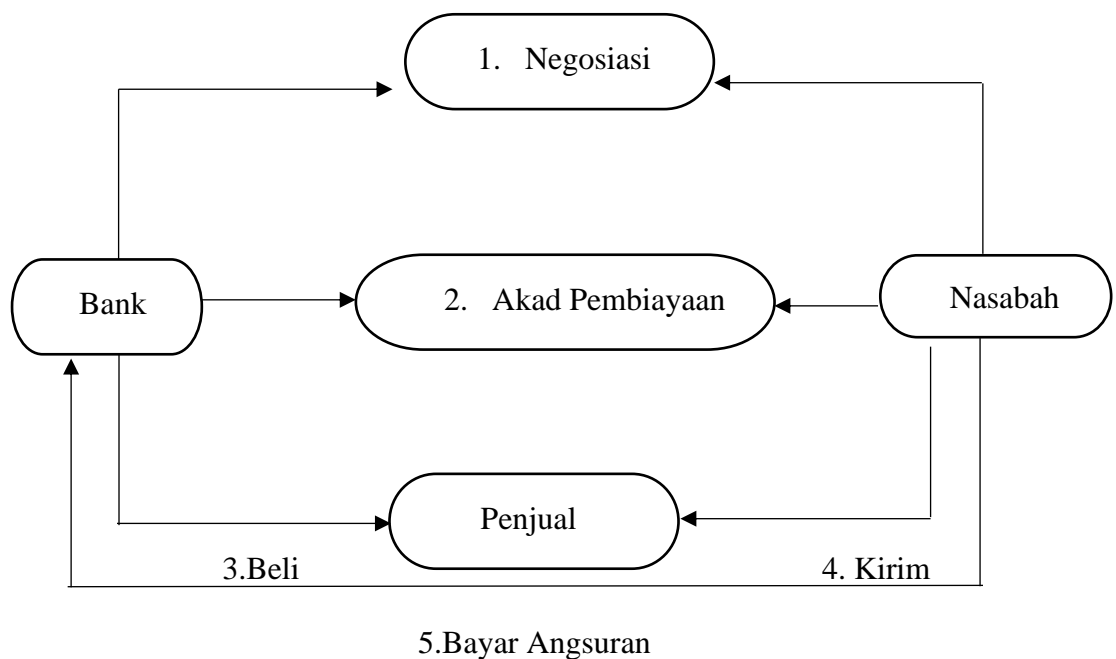 1. Negosiasi
Bank
2. Akad Pembiayaan
Nasabah
Penjual
3.Beli
4. Kirim
5.Bayar Angsuran